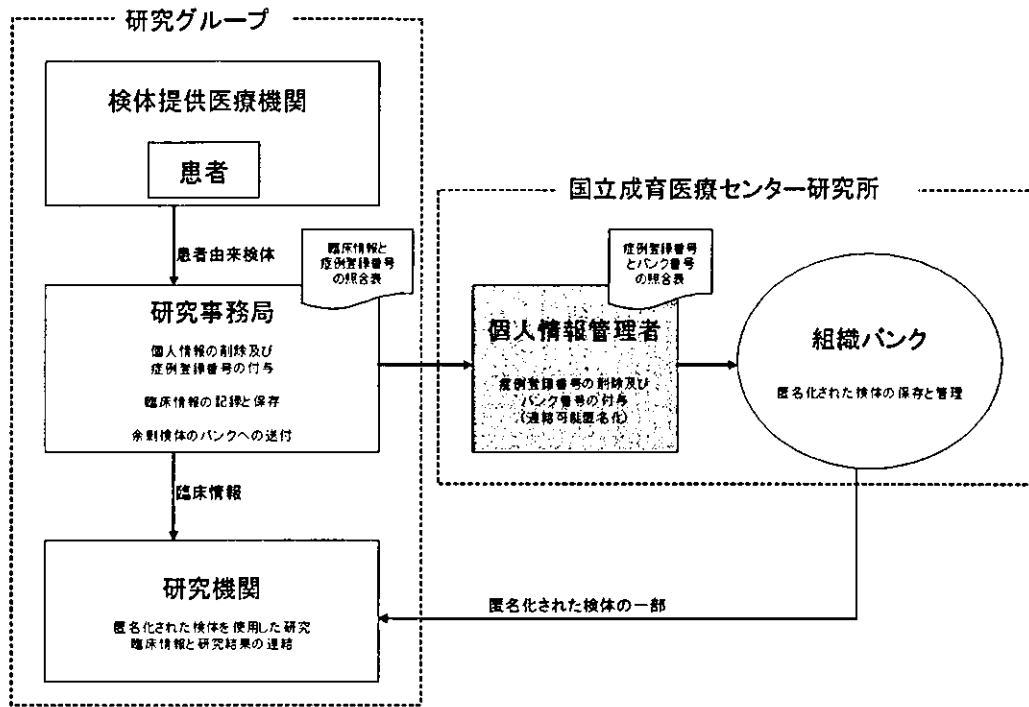 研究グループ
検体提供医療機関
患者
患者由来検体
臨床情報と
症例登録番号
の照合表
研究事務局
個人情報の削除及び
症例登録番号の付与
臨床情報の記録と保存
余剰検体のバンクへの送付
臨床情報
研究機関
匿名化された検体を使用した研究
臨床情報と研究結果の連結
国立成育医療センター研究所
症例登録番号
とバンク番号
の照合表
個人情報管理者
症例登録番号の削除及び
バンク番号の付与
(連結可能匿名化)
組織バンク
匿名化された検体の保存と管理
匿名化された検体の一部